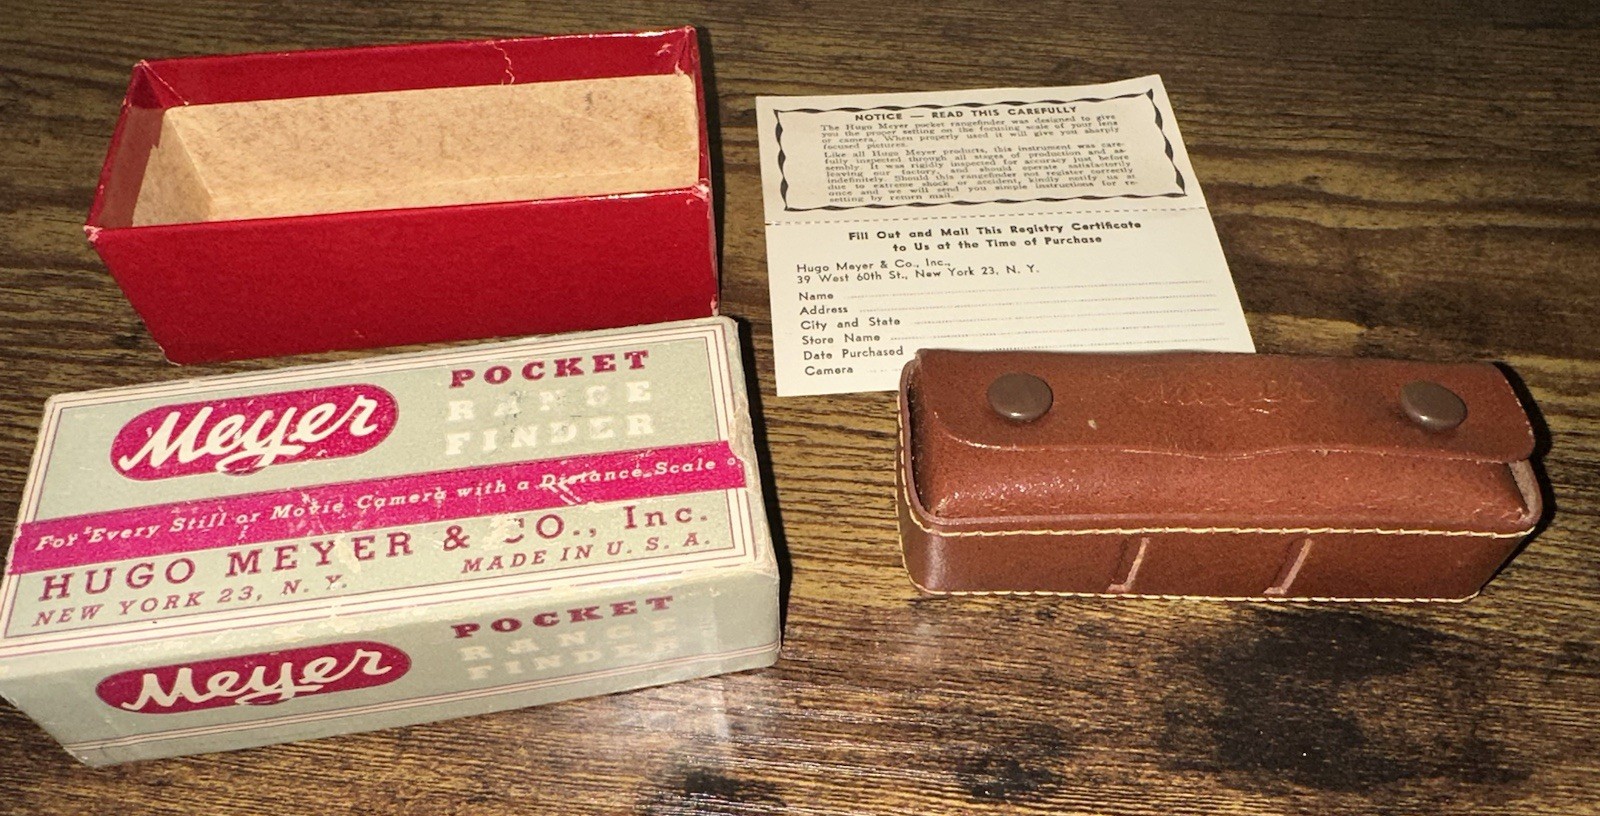 Meyer
POCKET
RANGE
FINDER
For Every Still or Movie Camera with a Distance Scale
HUGO MEYER & CO., Inc.
NEW YORK 23, N. Y.
MADE IN U. S. A.
Meyer
POCKET
RANGE
FINDER
NOTICE — READ THIS CAREFULLY
The Hugo Meyer pocket rangefinder was designed to give
you the proper setting on the focusing scale of your lens
or camera. When properly used it will give you sharply
focused pictures.
Like all Hugo Meyer products, this instrument was care-
fully inspected through all stages of production and as-
sembly. It was rigidly inspected for accuracy just before
leaving our factory, and should operate satisfactorily
indefinitely. Should this rangefinder not register correctly
due to extreme shock or accident, kindly notify us at
once and we will send you simple instructions for re-
setting by return mail.
Fill Out and Mail This Registry Certificate
to Us at the Time of Purchase
Hugo Meyer & Co., Inc.,
39 West 60th St., New York 23, N. Y.
Name
Address
City and State
Store Name
Date Purchased
Camera
Meyer